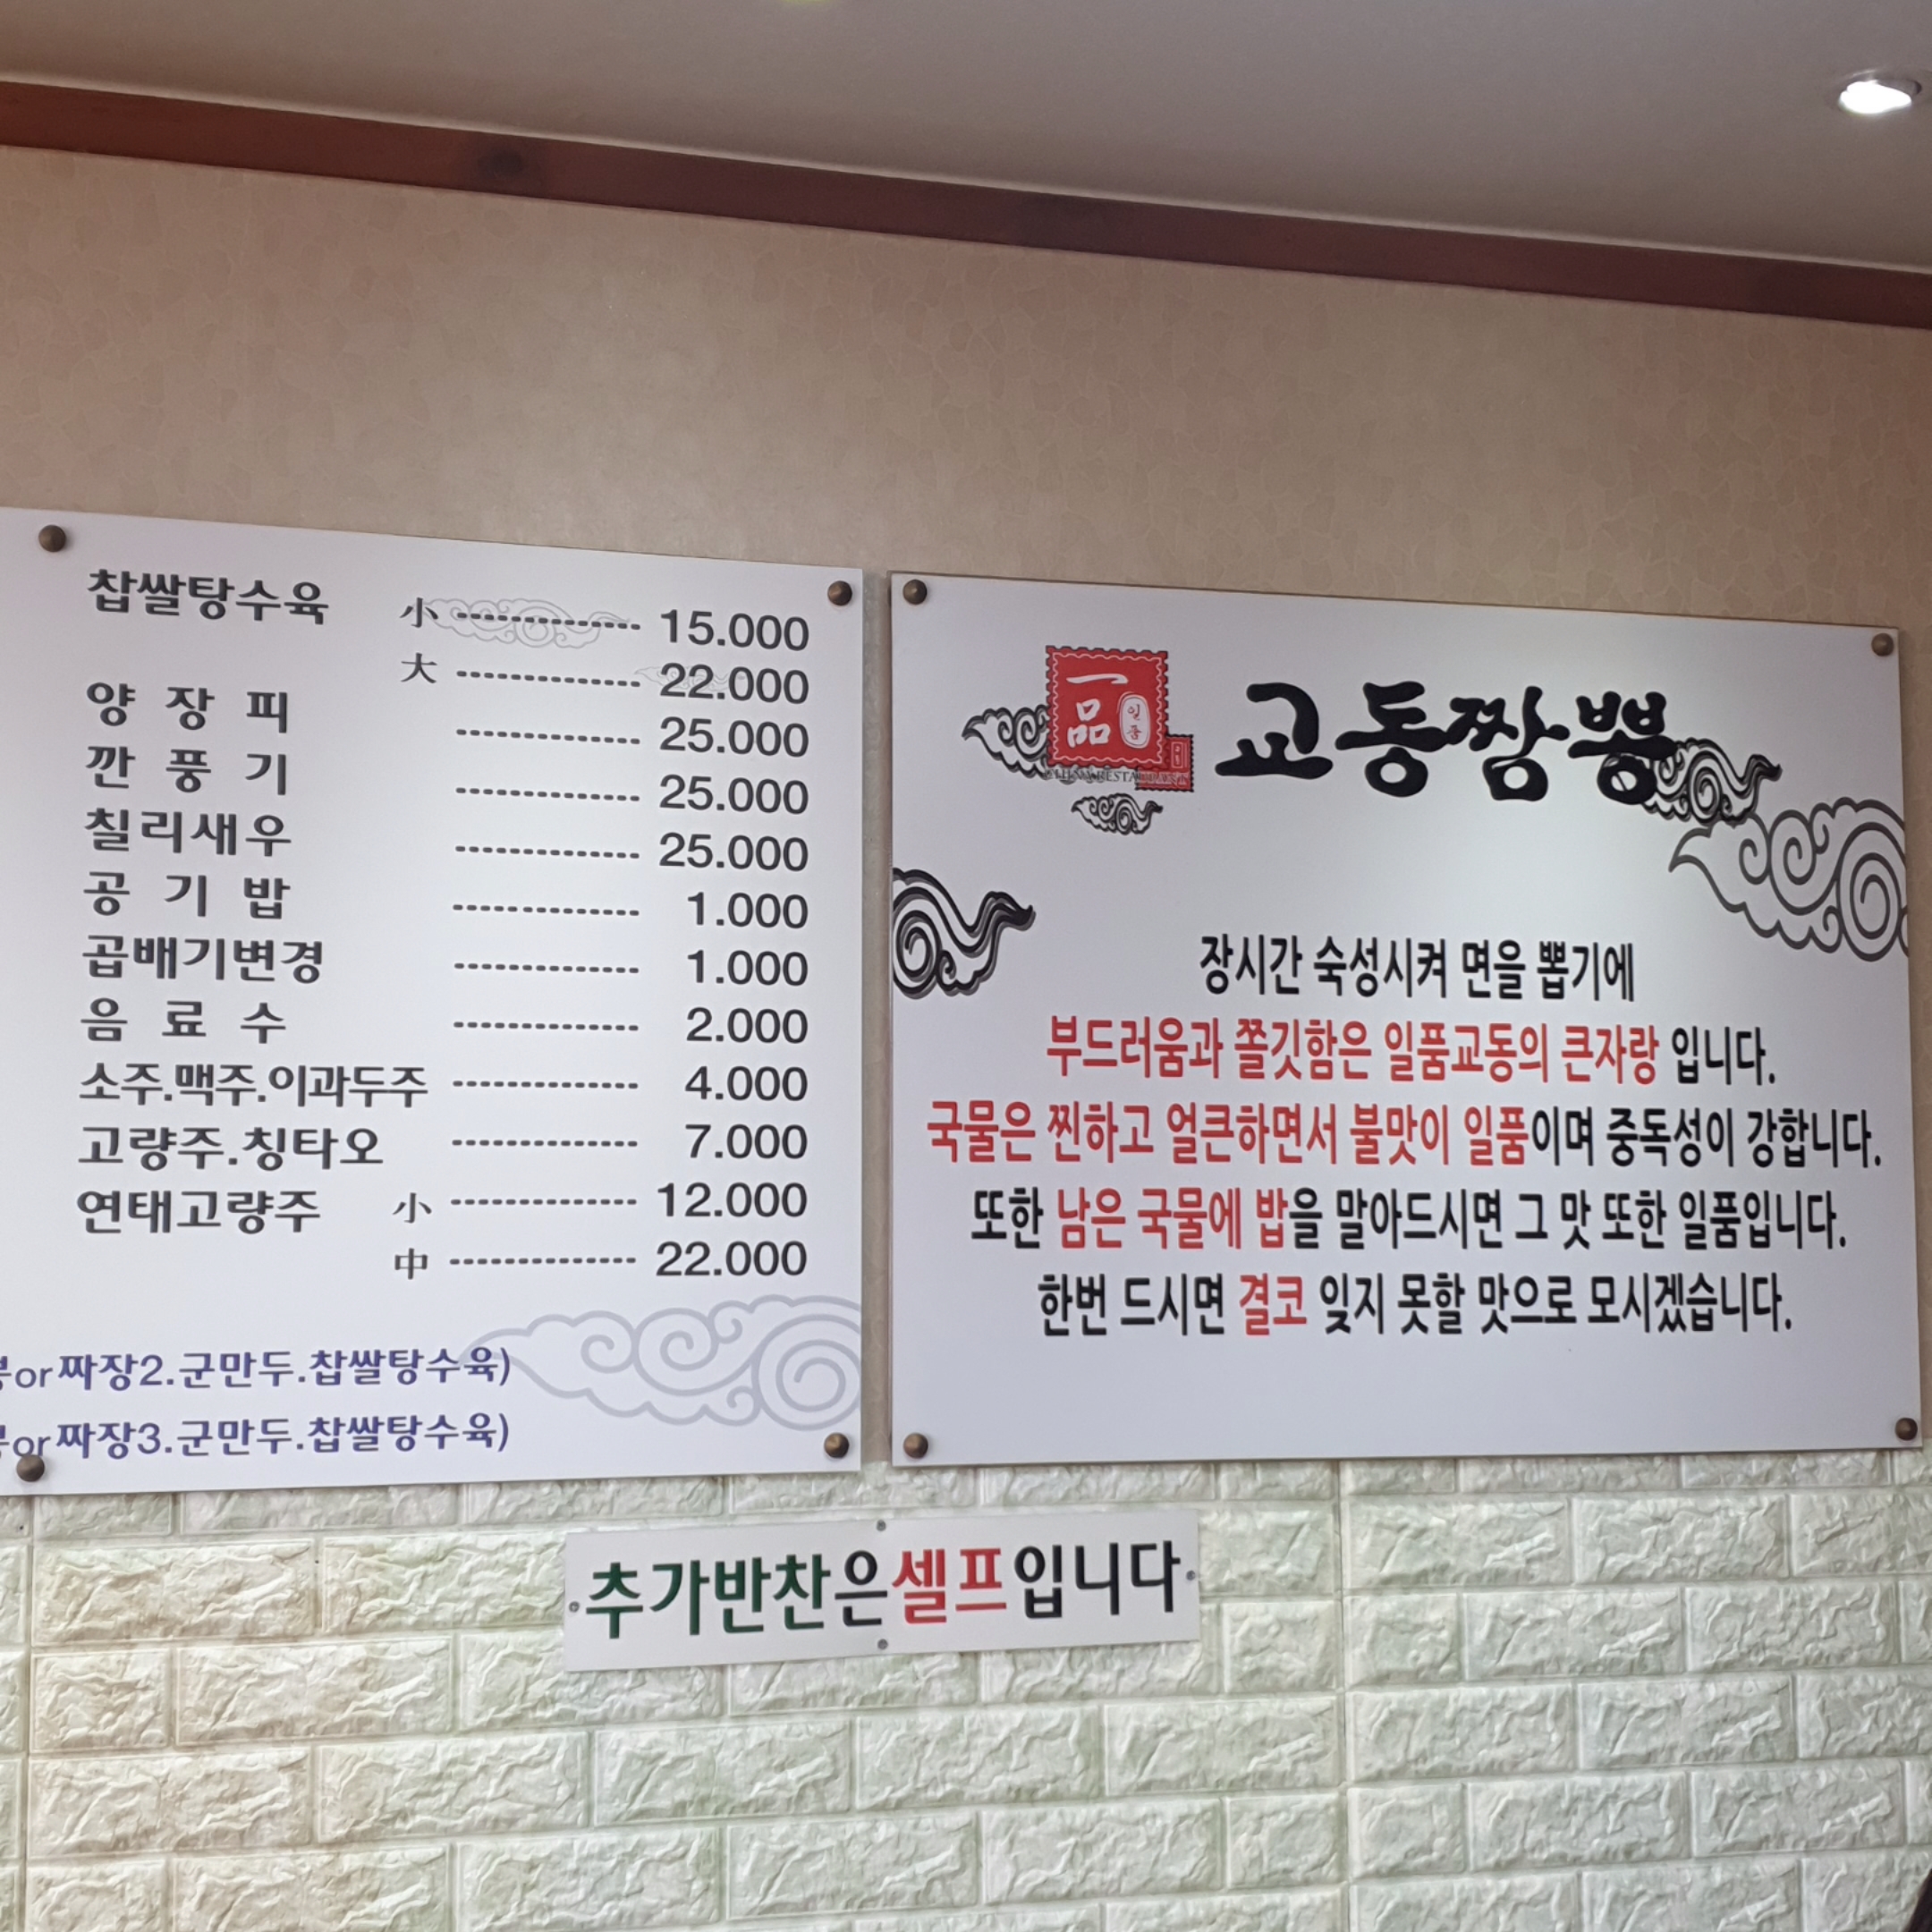 찹쌀탕수육 小 -------------- 15.000
大 -------------- 22.000
양 장 피 -------------- 25.000
깐 풍 기 -------------- 25.000
칠리새우 -------------- 25.000
공 기 밥 -------------- 1.000
곱배기변경 -------------- 1.000
음 료 수 -------------- 2.000
소주.맥주.이과두주 -------------- 4.000
고량주.칭타오 -------------- 7.000
연태고량주 小 -------------- 12.000
中 -------------- 22.000
or짜장2.군만두.찹쌀탕수육)
or짜장3.군만두.찹쌀탕수육)
一品 일품
교동짬뽕
장시간 숙성시켜 면을 뽑기에
부드러움과 쫄깃함은 일품교동의 큰자랑 입니다.
국물은 찐하고 얼큰하면서 불맛이 일품이며 중독성이 강합니다.
또한 남은 국물에 밥을 말아드시면 그 맛 또한 일품입니다.
한번 드시면 결코 잊지 못할 맛으로 모시겠습니다.
추가반찬은셀프입니다